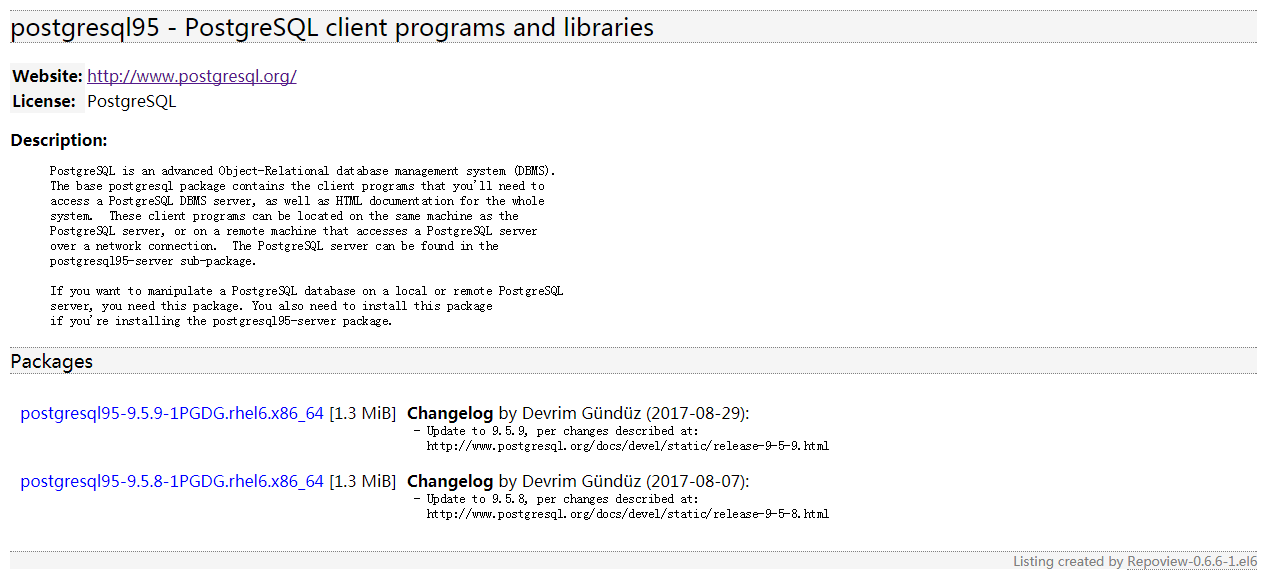 postgresql95 - PostgreSQL client programs and libraries
Website: http://www.postgresql.org/
License: PostgreSQL
Description:
PostgreSQL is an advanced Object-Relational database management system (DBMS).
The base postgresql package contains the client programs that you'll need to
access a PostgreSQL DBMS server, as well as HTML documentation for the whole
system.  These client programs can be located on the same machine as the
PostgreSQL server, or on a remote machine that accesses a PostgreSQL server
over a network connection.  The PostgreSQL server can be found in the
postgresql95-server sub-package.
If you want to manipulate a PostgreSQL database on a local or remote PostgreSQL
server, you need this package. You also need to install this package
if you're installing the postgresql95-server package.
Packages
postgresql95-9.5.9-1PGDG.rhel6.x86_64 [1.3 MiB] Changelog by Devrim Gündüz (2017-08-29):
- Update to 9.5.9, per changes described at:
http://www.postgresql.org/docs/devel/static/release-9-5-9.html
postgresql95-9.5.8-1PGDG.rhel6.x86_64 [1.3 MiB] Changelog by Devrim Gündüz (2017-08-07):
- Update to 9.5.8, per changes described at:
http://www.postgresql.org/docs/devel/static/release-9-5-8.html
Listing created by Repoview-0.6.6-1.el6